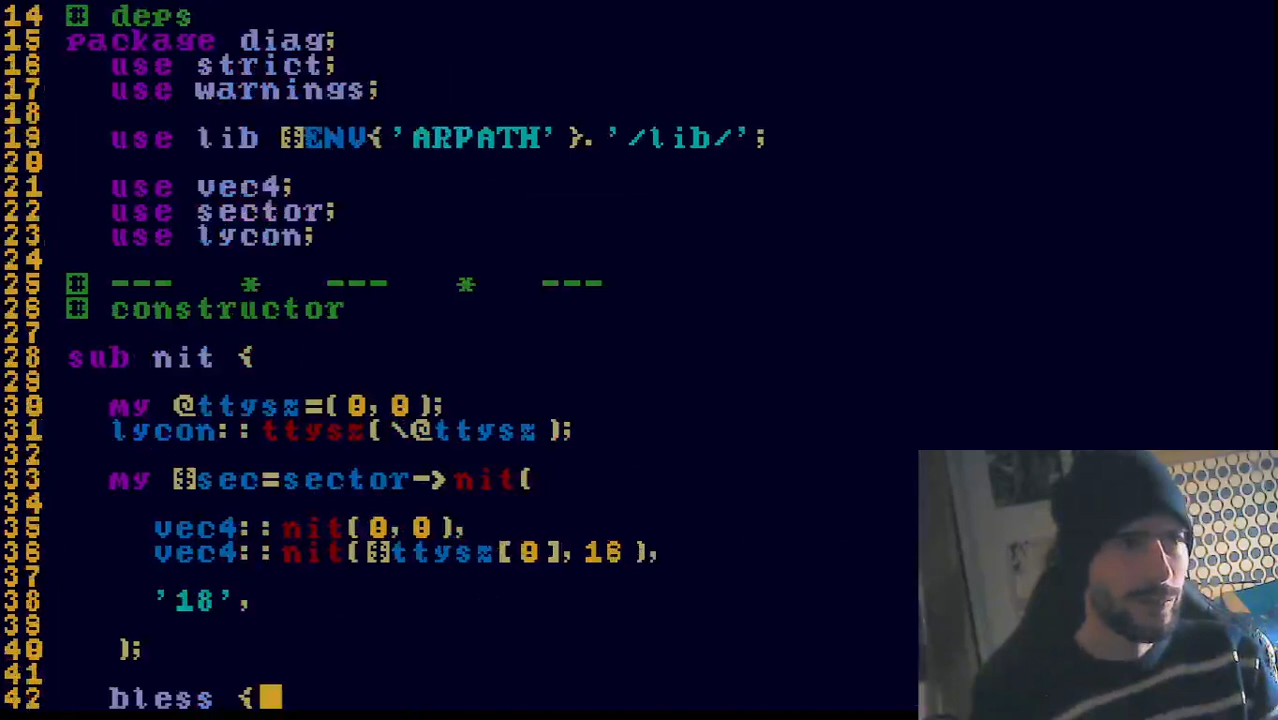 14 # deps
15 package diag;
16 use strict;
17 use warnings;
18
19 use lib $ENV{'ARPATH'}.'/lib/';
20
21 use vec4;
22 use sector;
23 use lycon;
24
25 # --- * --- * ---
26 # constructor
27
28 sub nit {
29
30 my @ttysz=(0,0);
31 lycon::ttysz(\@ttysz);
32
33 my $sec=sector->nit(
34
35 vec4::nit(0,0),
36 vec4::nit($ttysz[0],18),
37
38 '18',
39
40 );
41
42 bless {